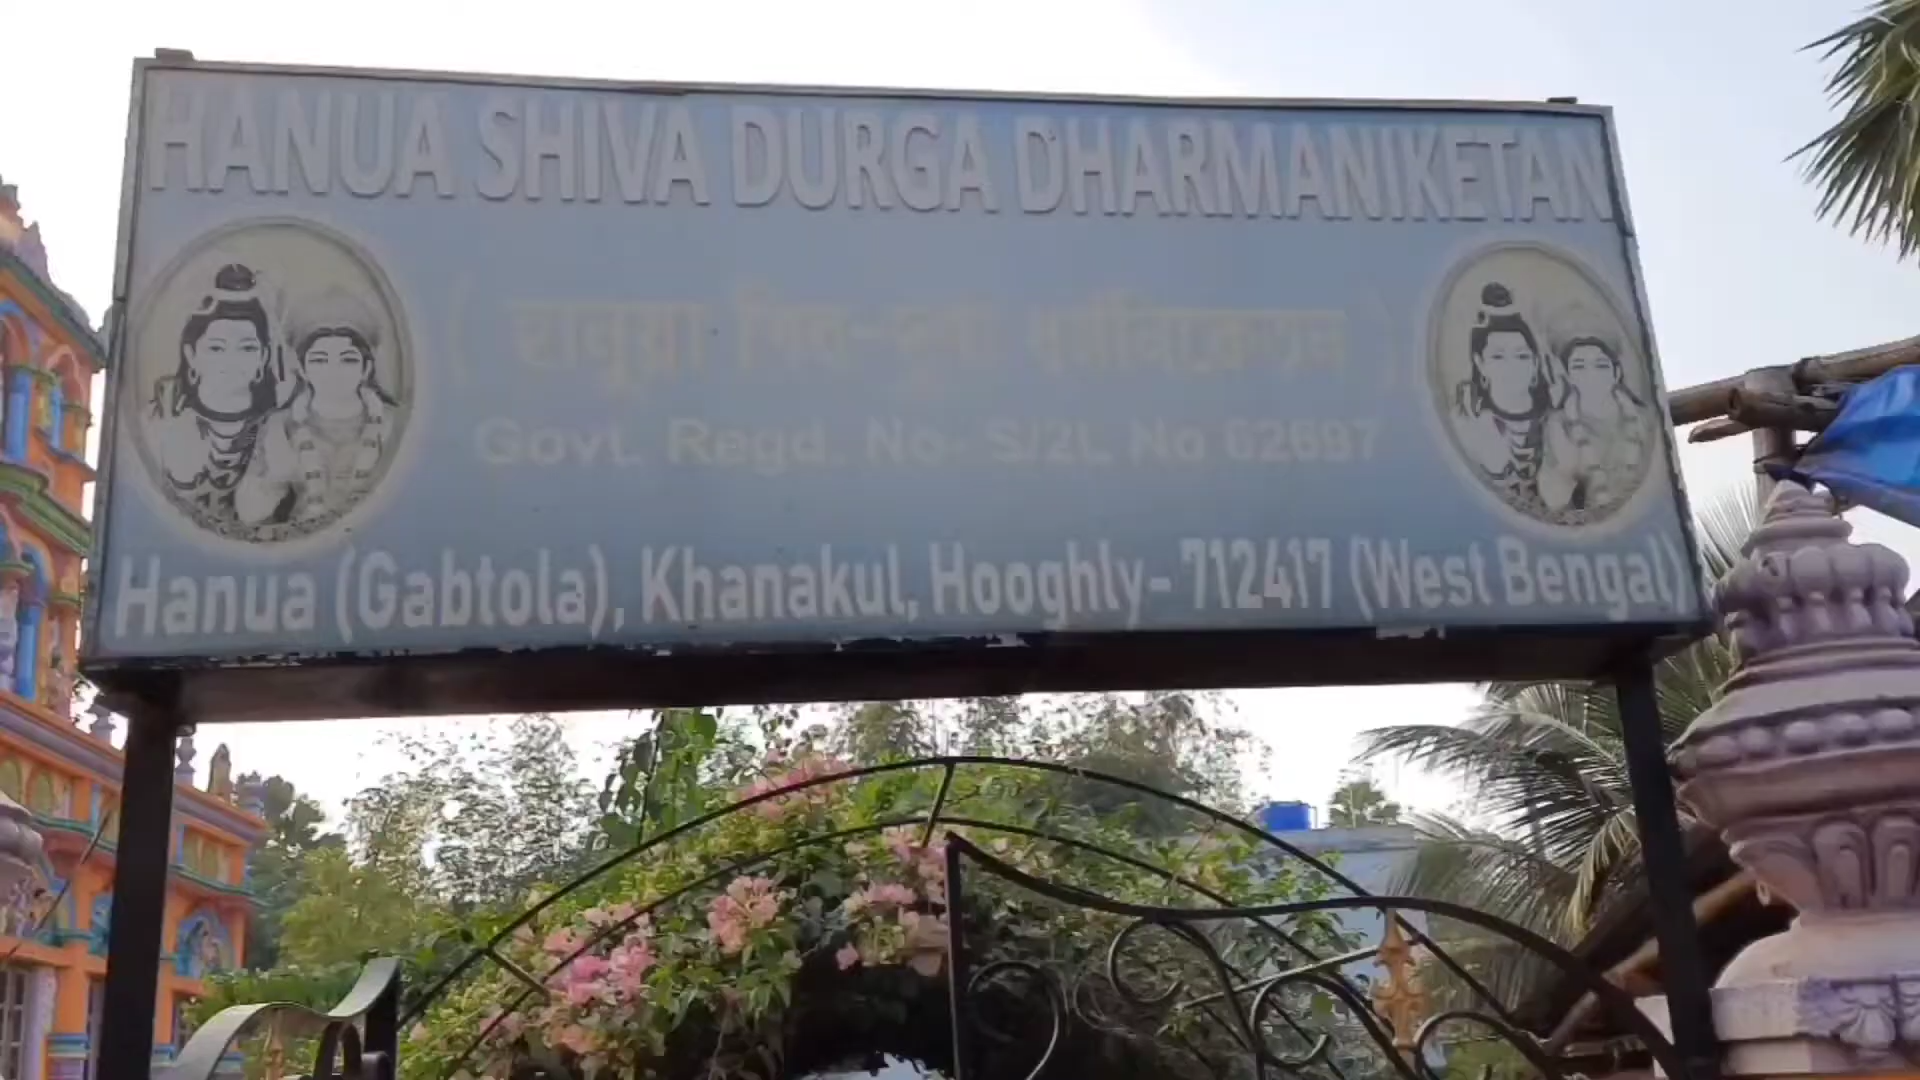 HANUA SHIVA DURGA DHARMANIKETAN
Govt. Regd. No- S/2L No 62697
Hanua (Gabtola), Khanakul, Hooghly- 712417 (West Bengal)